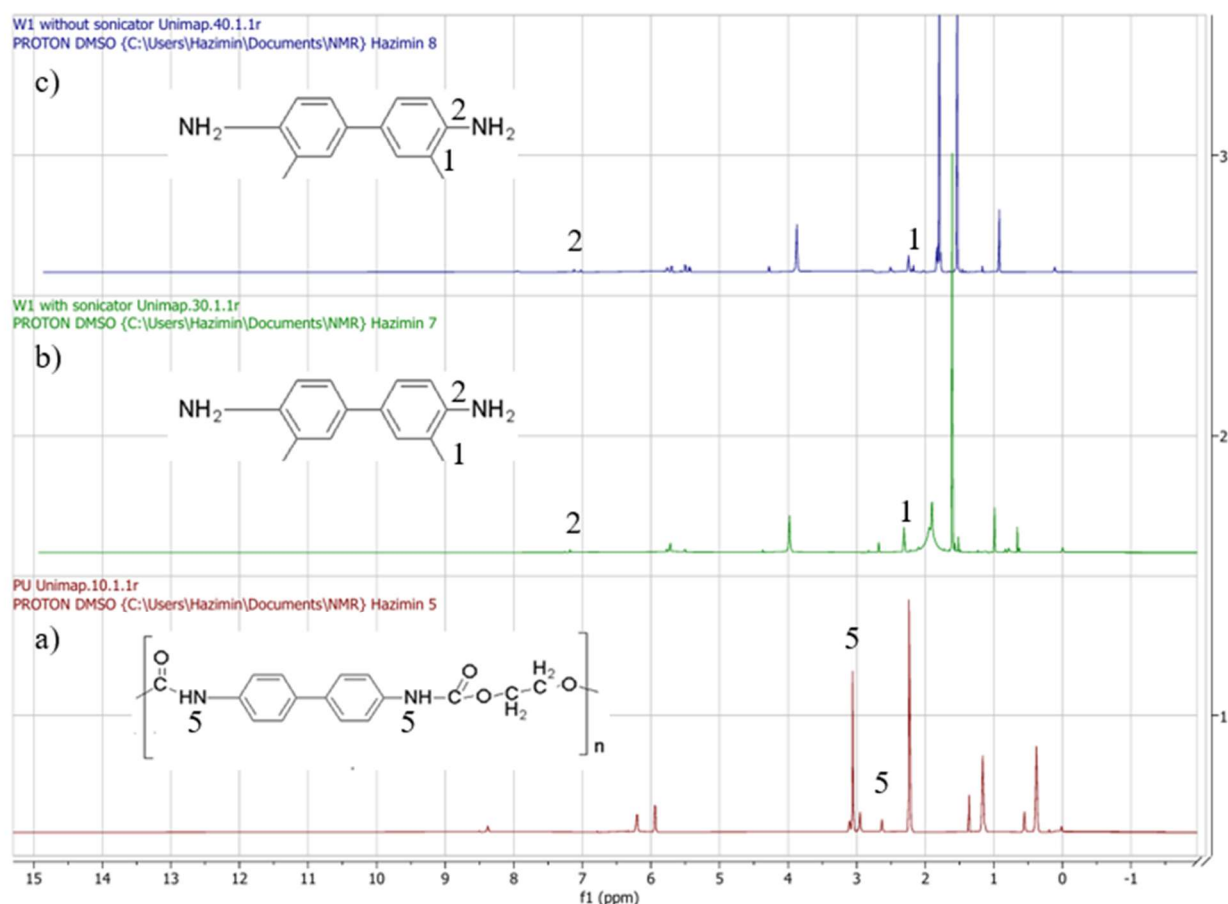 W1 without sonicator Unimap.40.1.1r
PROTON DMSO {C:\Users\Hazimin\Documents\NMR} Hazimin 8
c)
2
NH2
NH2
1
3
2
1
W1 with sonicator Unimap.30.1.1r
PROTON DMSO {C:\Users\Hazimin\Documents\NMR} Hazimin 7
b)
2
NH2
NH2
1
2
2
1
PU Unimap.10.1.1r
PROTON DMSO {C:\Users\Hazimin\Documents\NMR} Hazimin 5
a)
O
C
HN
5
NH
5
C
O
O
C
H2
H2
C
O
n
5
5
1
15 14 13 12 11 10 9 8 7 6 5 4 3 2 1 0 -1
f1 (ppm)